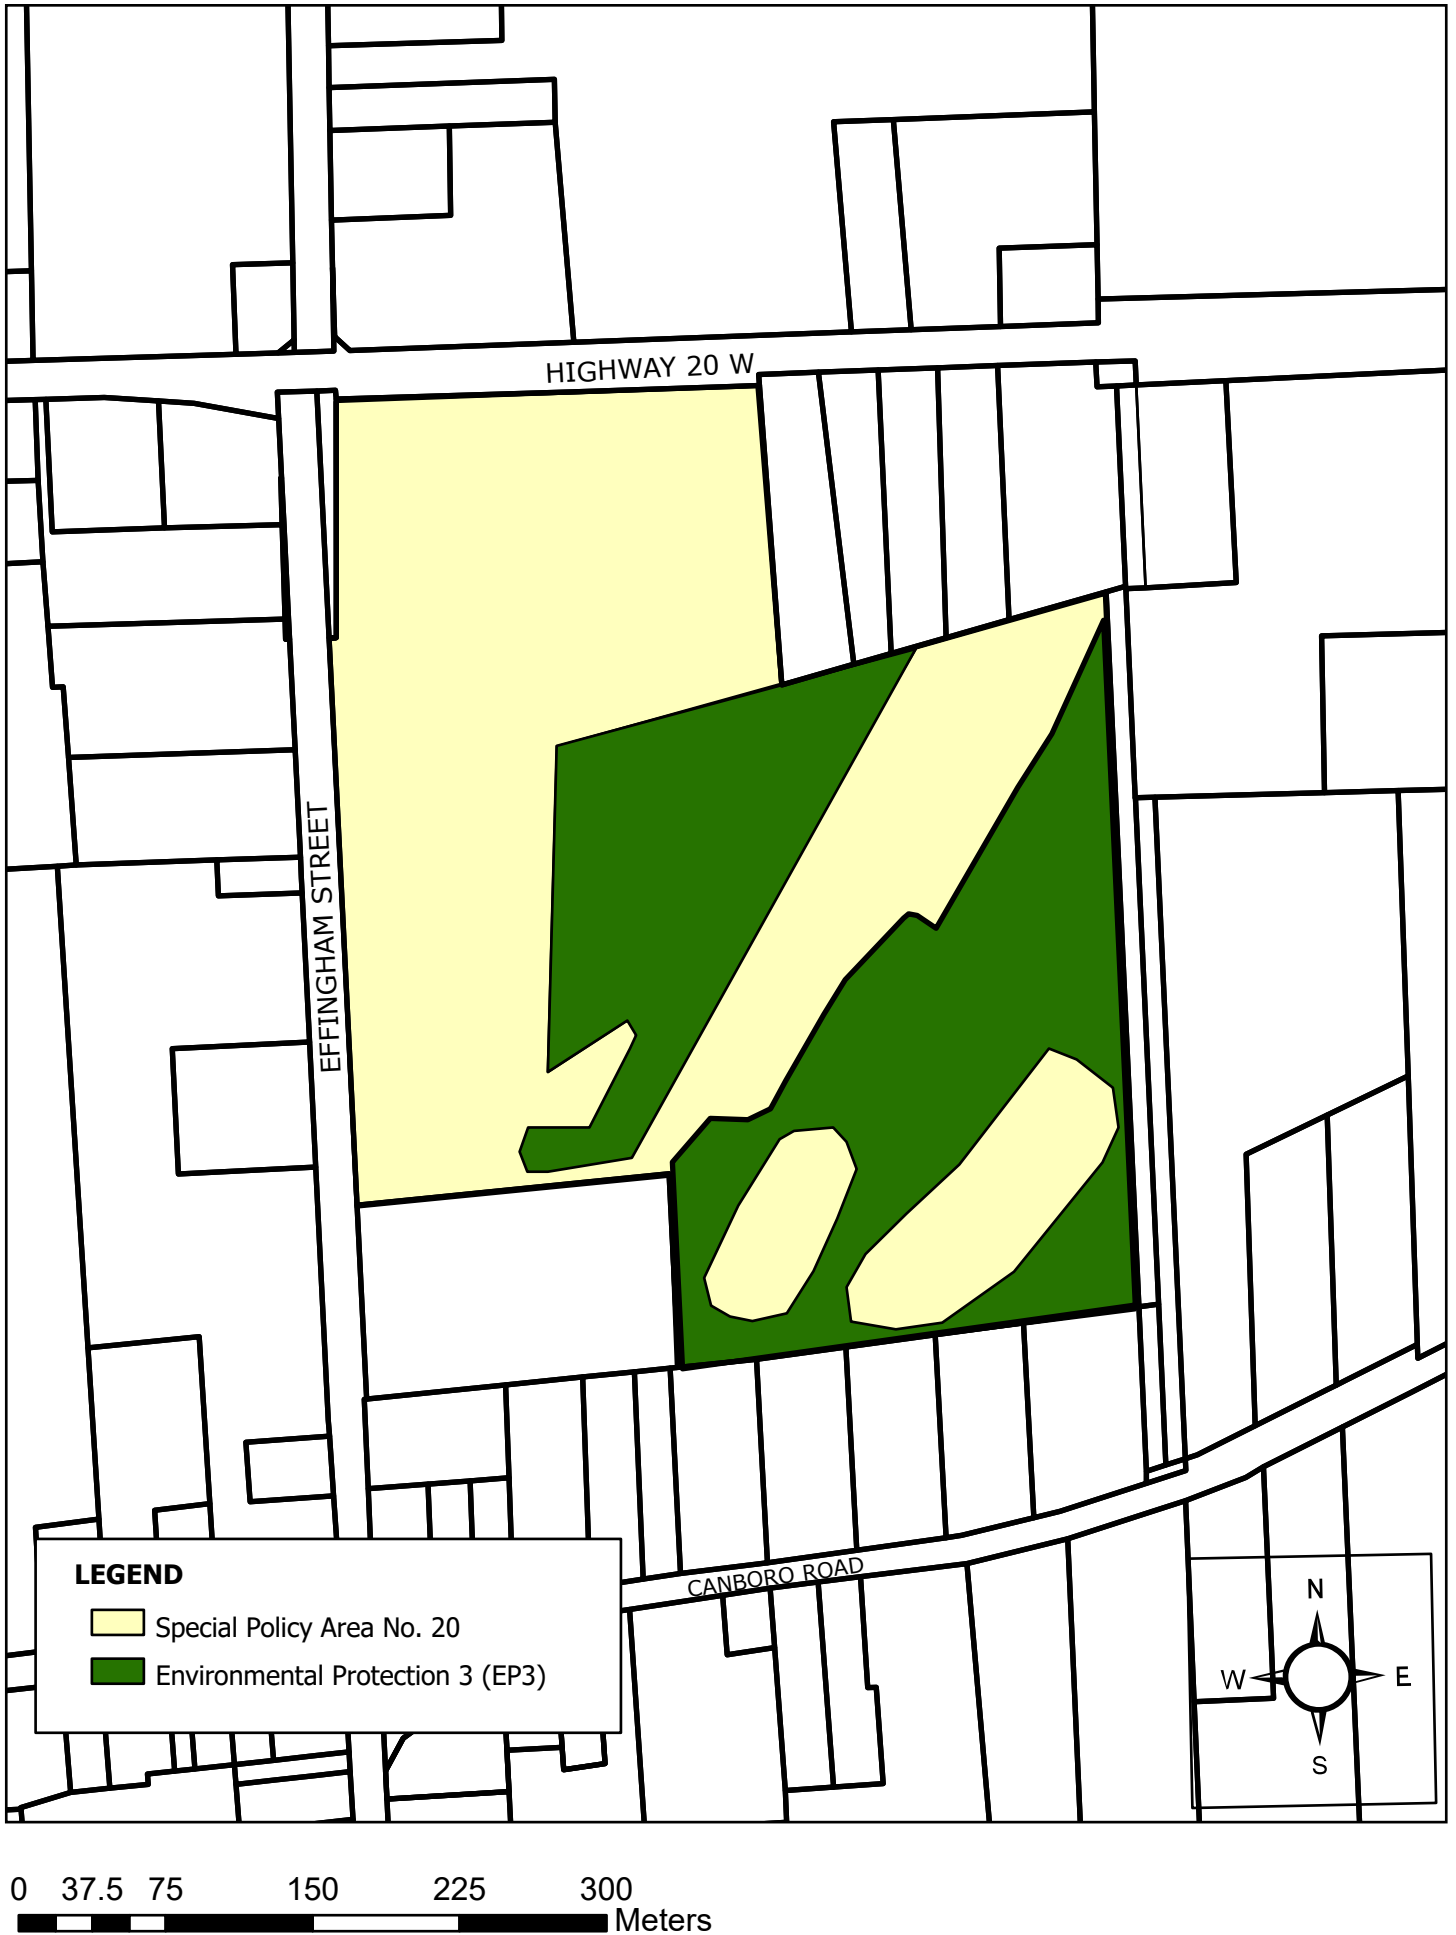 HIGHWAY 20 W
EFFINGHAM STREET
CANBORO ROAD
LEGEND
Special Policy Area No. 20
Environmental Protection 3 (EP3)
N
W
E
S
0 37.5 75 150 225 300
Meters